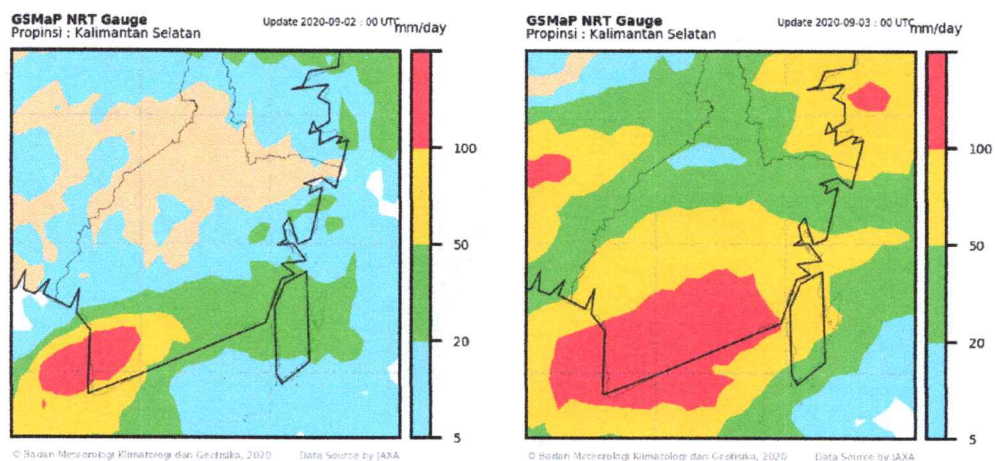 GSMaP NRT Gauge
Update 2020-09-02 : 00 UTC
mm/day
Propinsi : Kalimantan Selatan
100
50
20
5
© Badan Meteorologi Klimatologi dan Geofisika, 2020
Data Source by JAXA
GSMaP NRT Gauge
Update 2020-09-03 : 00 UTC
mm/day
Propinsi : Kalimantan Selatan
100
50
20
5
© Badan Meteorologi Klimatologi dan Geofisika, 2020
Data Source by JAXA